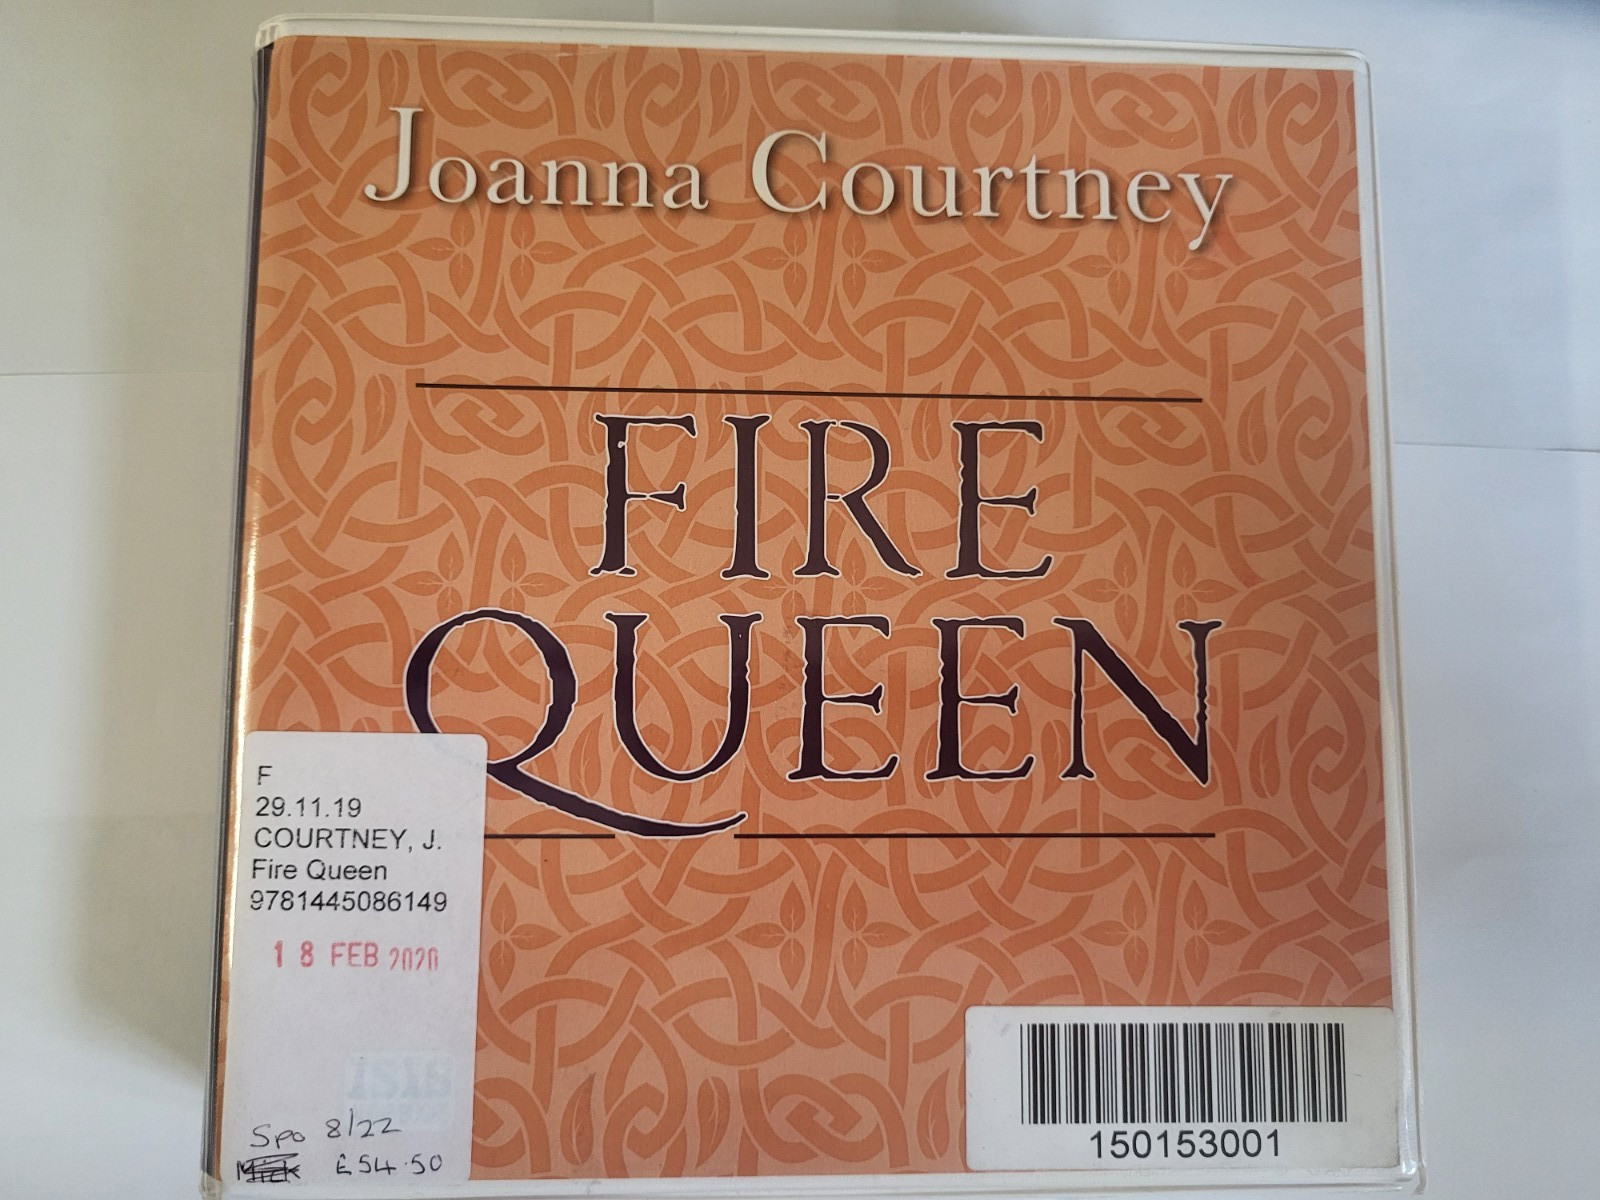 Joanna Courtney
FIRE
QUEEN
F
29.11.19
COURTNEY, J.
Fire Queen
9781445086149
18 FEB 2020
ISIS
Spo 8/22
£54.50
150153001